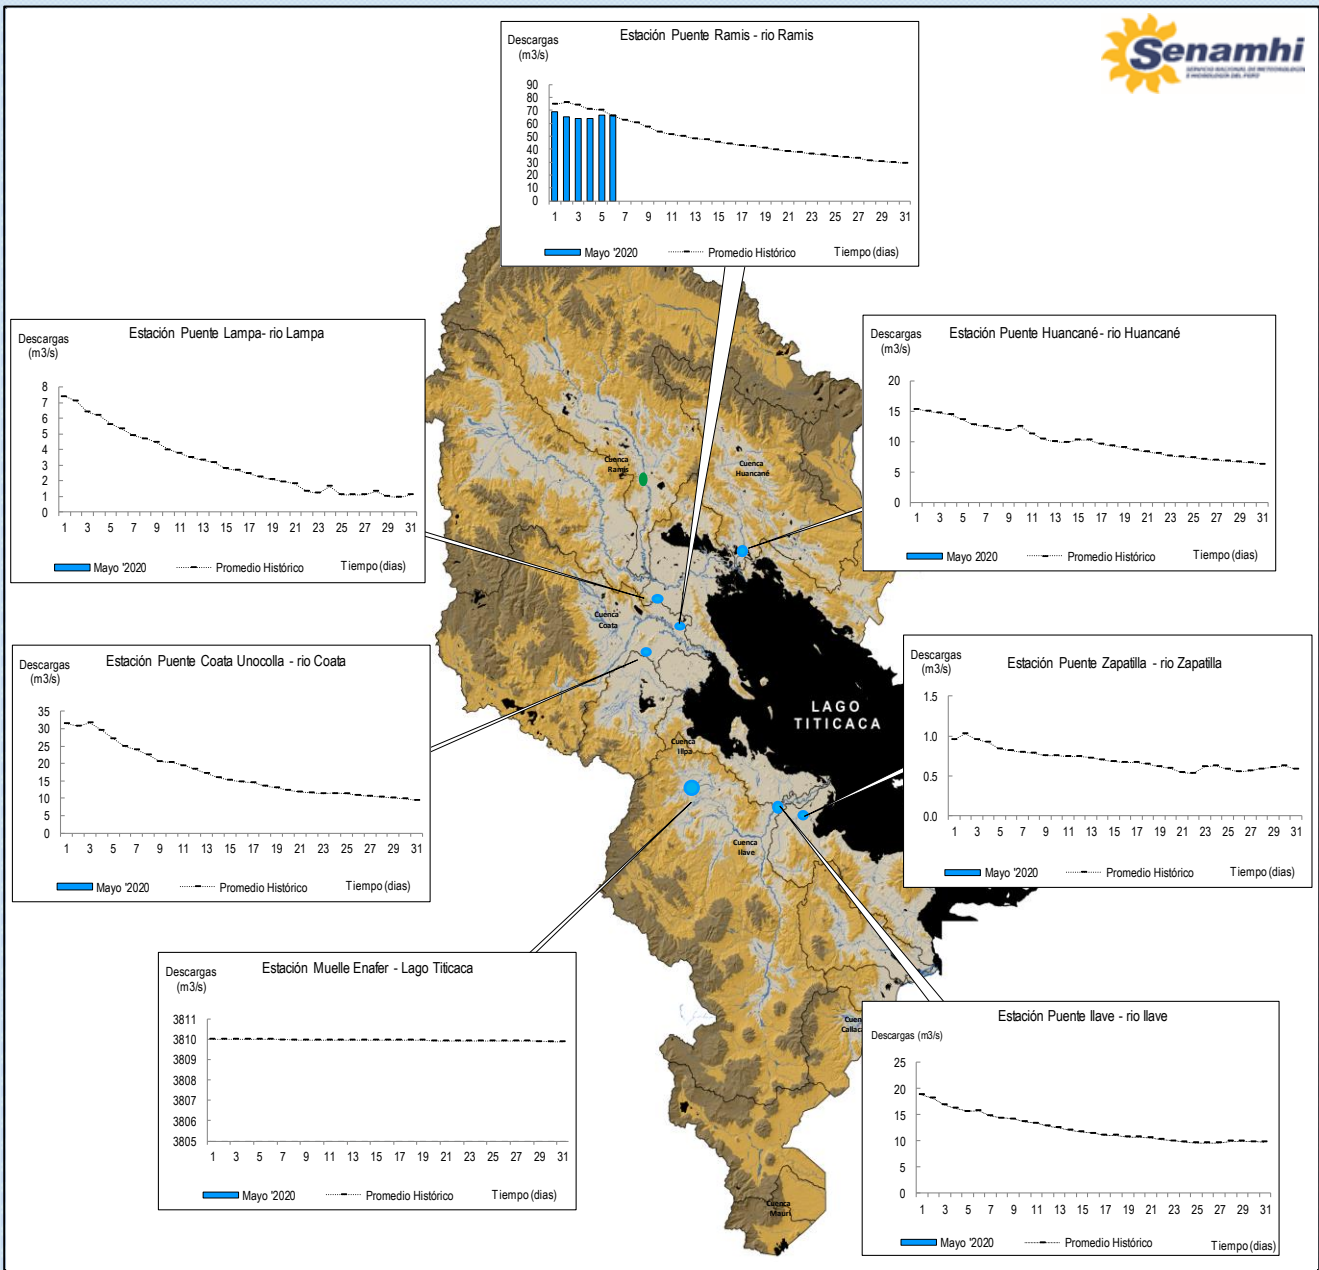 Senamhi
SERVICIO NACIONAL DE METEOROLOGÍA
E HIDROLOGÍA DEL PERÚ
Estación Puente Ramis - rio Ramis
Descargas
(m3/s)
90
80
70
60
50
40
30
20
10
0
1 3 5 7 9 11 13 15 17 19 21 23 25 27 29 31
Mayo '2020 Promedio Histórico Tiempo (dias)
Estación Puente Lampa- rio Lampa
Descargas
(m3/s)
8
7
6
5
4
3
2
1
0
1 3 5 7 9 11 13 15 17 19 21 23 25 27 29 31
Mayo '2020 Promedio Histórico Tiempo (dias)
Estación Puente Huancané - rio Huancané
Descargas
(m3/s)
20
15
10
5
0
1 3 5 7 9 11 13 15 17 19 21 23 25 27 29 31
Mayo 2020 Promedio Histórico Tiempo (dias)
Cuenca
Ramis
Cuenca
Huancané
Cuenca
Coata
Estación Puente Coata Unocolla - rio Coata
Descargas
(m3/s)
35
30
25
20
15
10
5
0
1 3 5 7 9 11 13 15 17 19 21 23 25 27 29 31
Mayo '2020 Promedio Histórico Tiempo (dias)
Estación Puente Zapatilla - rio Zapatilla
Descargas
(m3/s)
1.5
1.0
0.5
0.0
1 3 5 7 9 11 13 15 17 19 21 23 25 27 29 31
Mayo '2020 Promedio Histórico Tiempo (dias)
LAGO
TITICACA
Cuenca
Illpa
Cuenca
Ilave
Estación Muelle Enafer - Lago Titicaca
Descargas
(m3/s)
3811
3810
3809
3808
3807
3806
3805
1 3 5 7 9 11 13 15 17 19 21 23 25 27 29 31
Mayo '2020 Promedio Histórico Tiempo (dias)
Estación Puente Ilave - rio Ilave
Descargas (m3/s)
25
20
15
10
5
0
1 3 5 7 9 11 13 15 17 19 21 23 25 27 29 31
Mayo '2020 Promedio Histórico Tiempo (dias)
Cuenca
Mauri